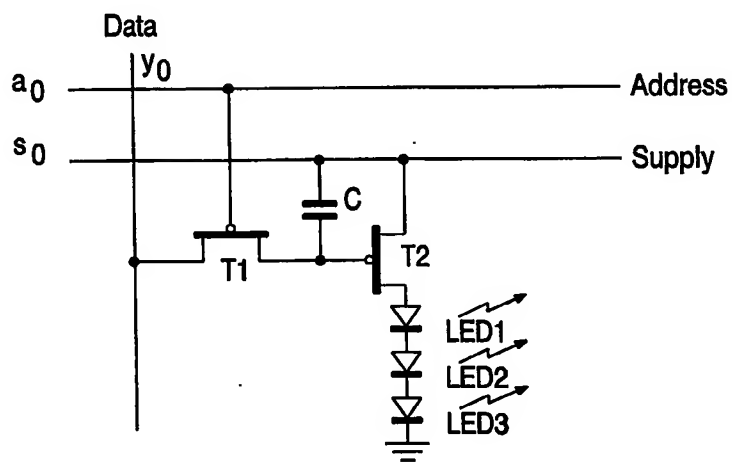 Data
y0
a0
Address
s0
Supply
C
T1
T2
LED1
LED2
LED3